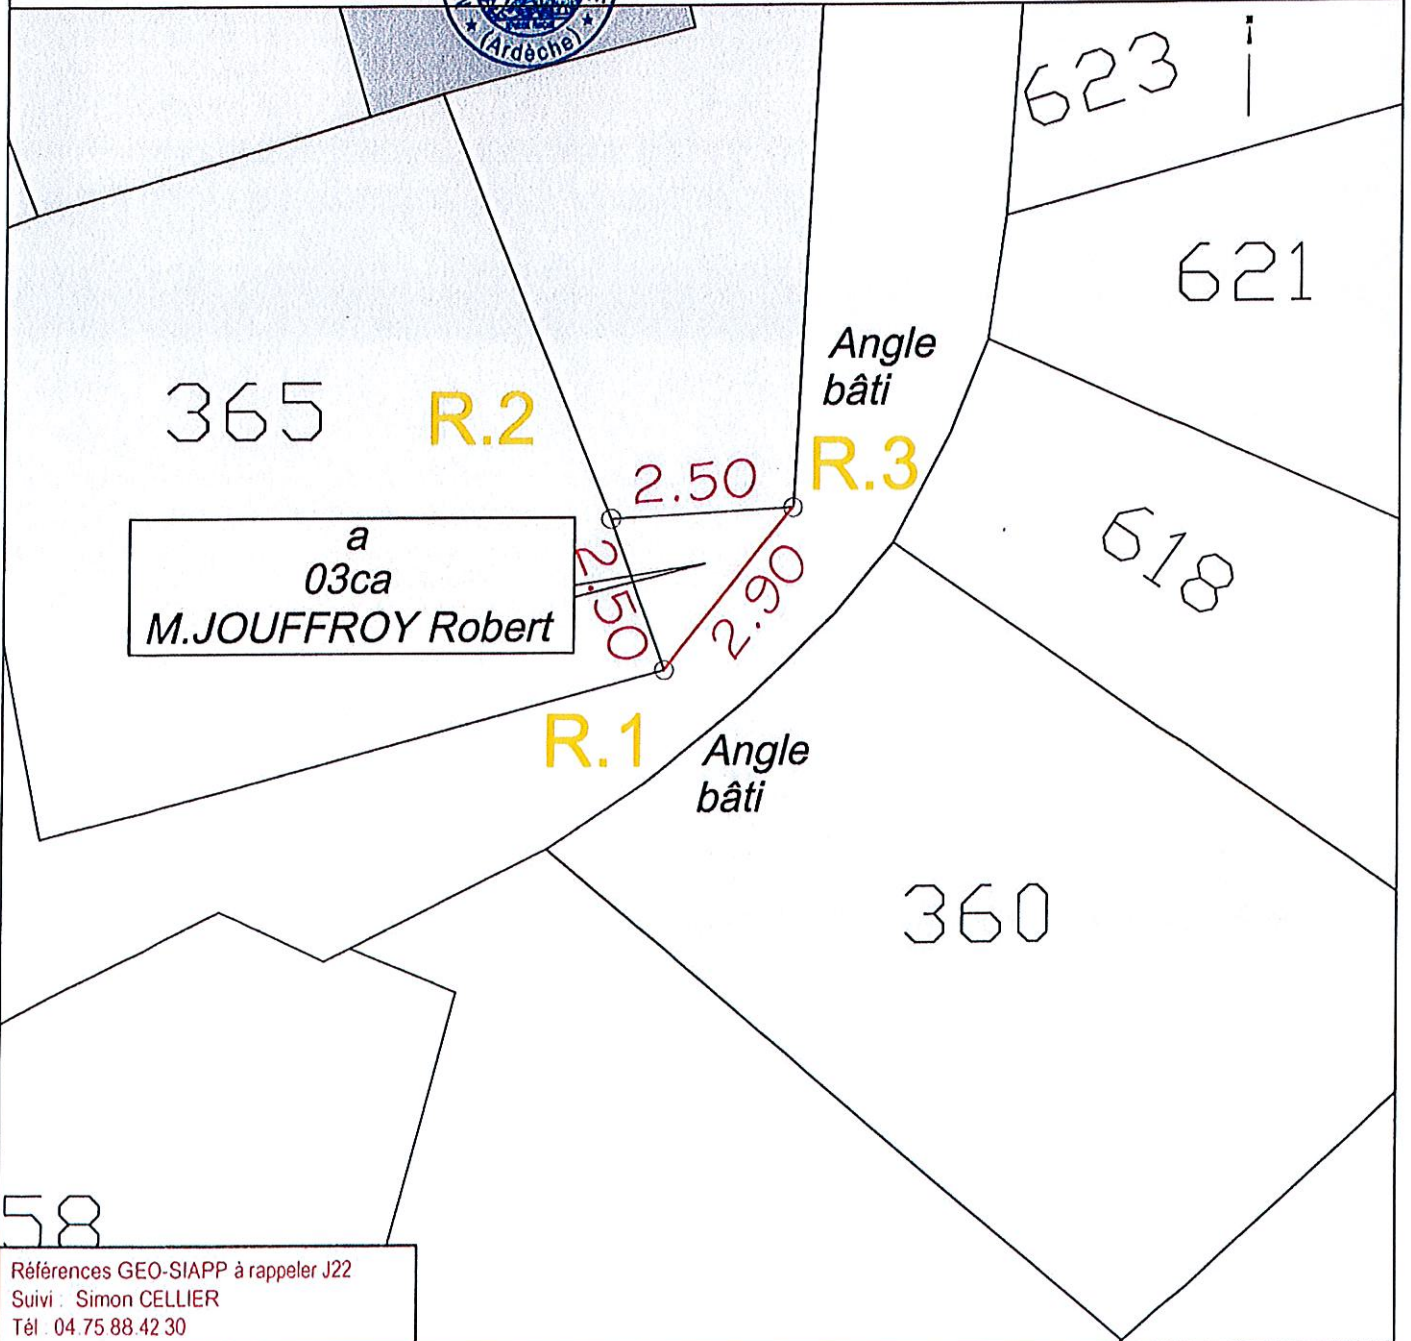 (Ardèche)
623
621
Angle
bâti
365
R.2
R.3
2.50
618
a
03ca
M.JOUFFROY Robert
2.50
2.90
R.1
Angle
bâti
360
58
Références GEO-SIAPP à rappeler J22
Suivi : Simon CELLIER
Tél : 04.75.88.42 30